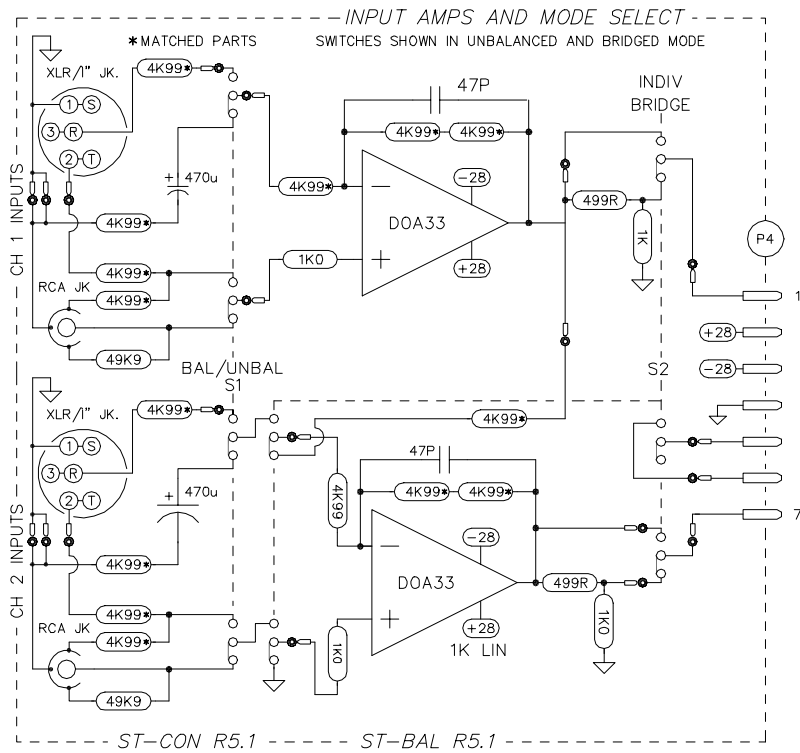 INPUT AMPS AND MODE SELECT
*MATCHED PARTS
SWITCHES SHOWN IN UNBALANCED AND BRIDGED MODE
XLR/1" JK.
4K99*
47P
INDIV
BRIDGE
1 S
3 R
2 T
4K99* 4K99*
+ 470u
4K99*
−
−28
DOA33
499R
1K
P4
4K99*
CH 1 INPUTS
1K0
+
+28
4K99*
RCA JK
4K99*
1
+28
49K9
BAL/UNBAL
S1
S2
−28
XLR/1" JK.
4K99*
4K99*
1 S
3 R
2 T
47P
+ 470u
4K99
4K99* 4K99*
7
CH 2 INPUTS
−
−28
DOA33
499R
4K99*
+
+28
1K0
4K99*
RCA JK
4K99*
1K0
1K LIN
49K9
ST-CON R5.1
ST-BAL R5.1